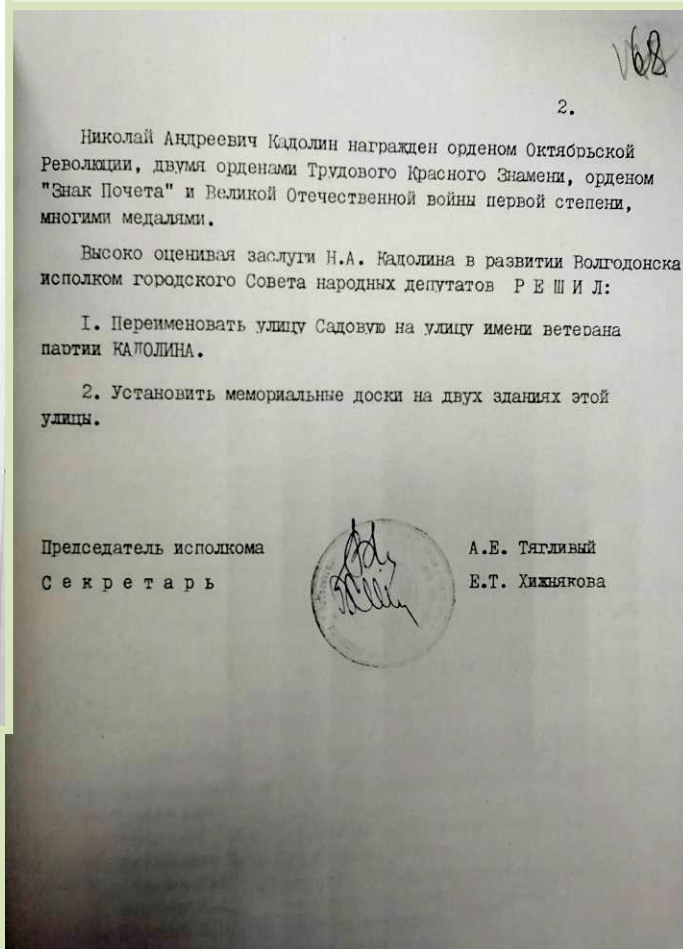 68
2.
Николай Андреевич Кадолин награжден орденом Октябрьской
Революции, двумя орденами Трудового Красного Знамени, орденом
"Знак Почета" и Великой Отечественной войны первой степени,
многими медалями.
Высоко оценивая заслуги Н.А. Кадолина в развитии Волгодонска
исполком городского Совета народных депутатов Р Е Ш И Л:
I. Переименовать улицу Садовую на улицу имени ветерана
партии КАДОЛИНА.
2. Установить мемориальные доски на двух зданиях этой
улицы.
Председатель исполкома А.Е. Тягливый
С е к р е т а р ь Е.Т. Хижнякова